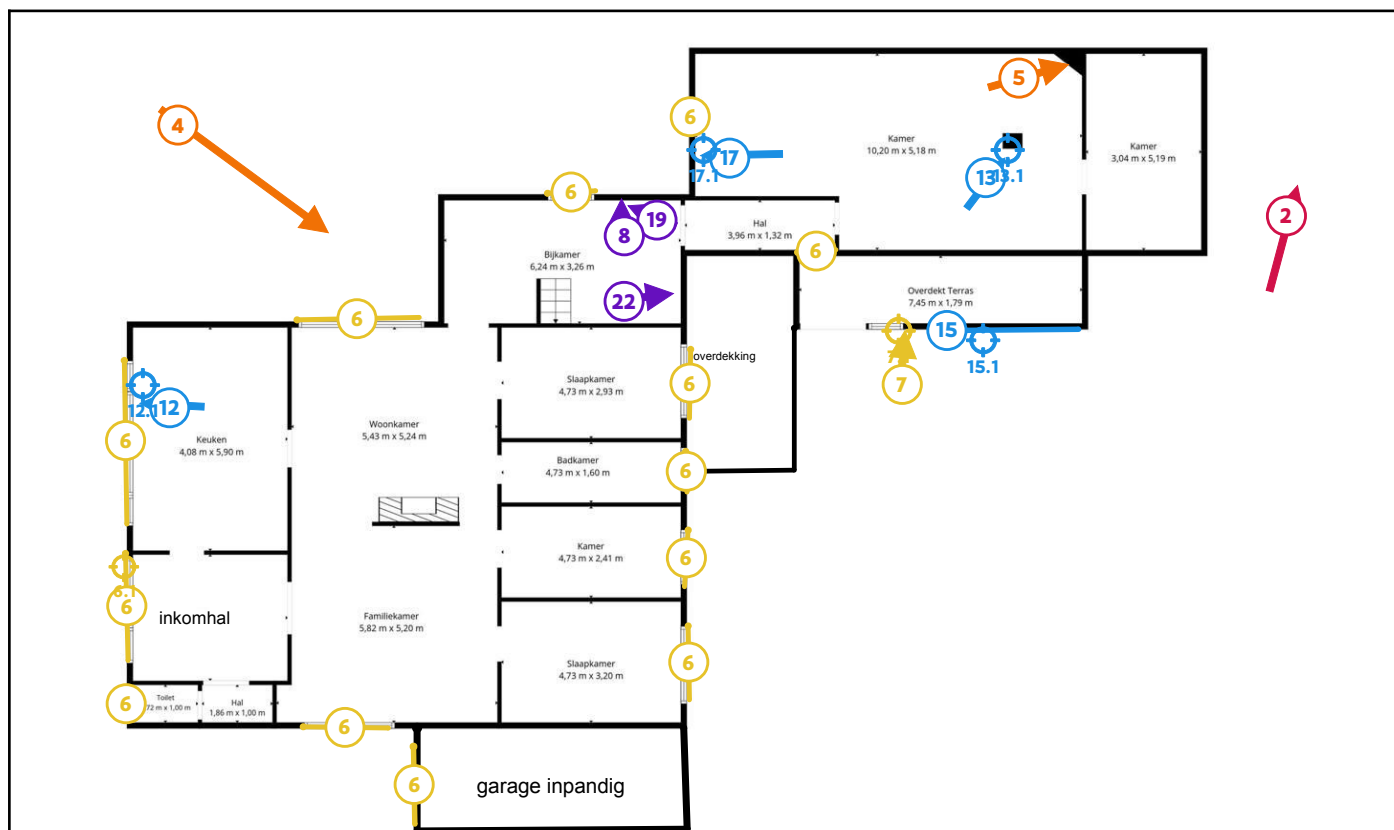 5
6
4
Kamer
10,20 m x 5,18 m
17
17.1
Kamer
3,04 m x 5,19 m
13
13.1
6
19
8
2
Hal
3,96 m x 1,32 m
6
Bijkamer
6,24 m x 3,26 m
22
Overdekt Terras
7,45 m x 1,79 m
6
15
15.1
overdekking
7
Slaapkamer
4,73 m x 2,93 m
6
12.1
12
Keuken
4,08 m x 5,90 m
6
Woonkamer
5,43 m x 5,24 m
Badkamer
4,73 m x 1,60 m
6
Kamer
4,73 m x 2,41 m
6
6
inkomhal
Familiekamer
5,82 m x 5,20 m
Slaapkamer
4,73 m x 3,20 m
6
6
Toilet
x 1,00 m
Hal
1,86 m x 1,00 m
6
6
garage inpandig